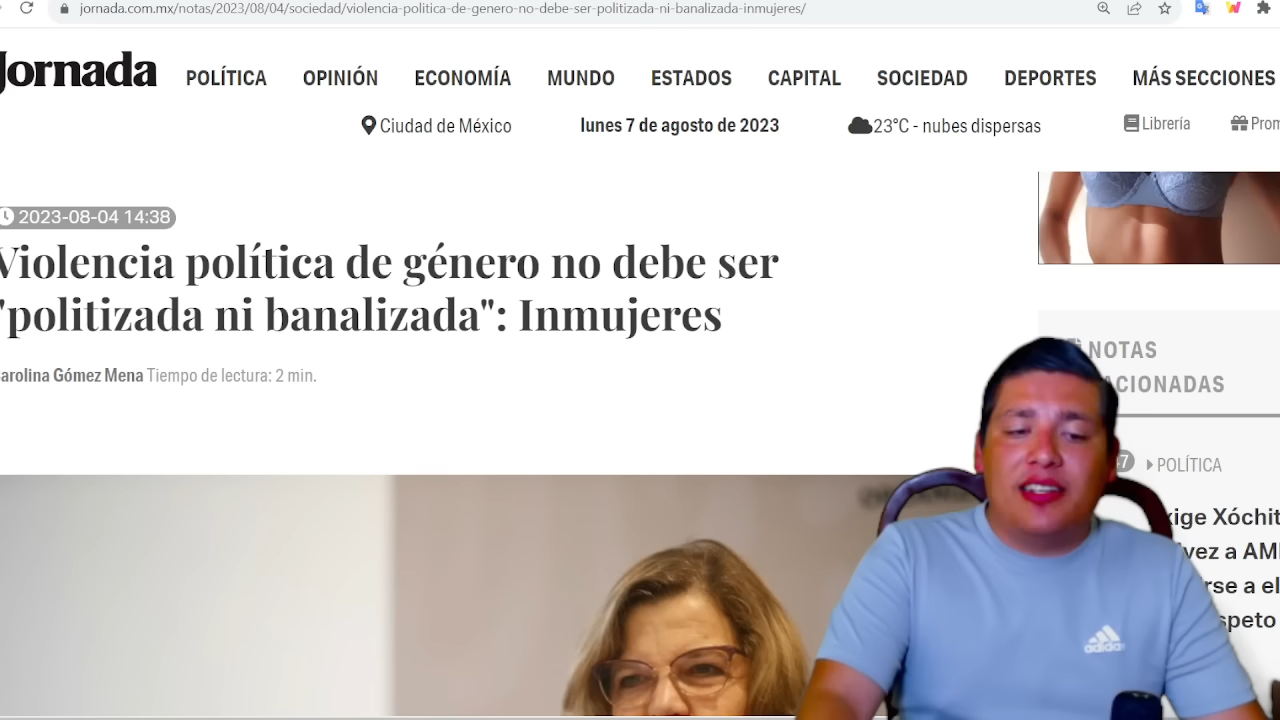 jornada.com.mx/notas/2023/08/04/sociedad/violencia-politica-de-genero-no-debe-ser-politizada-ni-banalizada-inmujeres/
Jornada
POLÍTICA OPINIÓN ECONOMÍA MUNDO ESTADOS CAPITAL SOCIEDAD DEPORTES MÁS SECCIONES
Ciudad de México lunes 7 de agosto de 2023 23°C - nubes dispersas Librería Prom
2023-08-04 14:38
Violencia política de género no debe ser
"politizada ni banalizada": Inmujeres
arolina Gómez Mena Tiempo de lectura: 2 min.
NOTAS
ACIONADAS
7 POLÍTICA
xige Xóchit
vez a AM
rse a el
speto
adidas